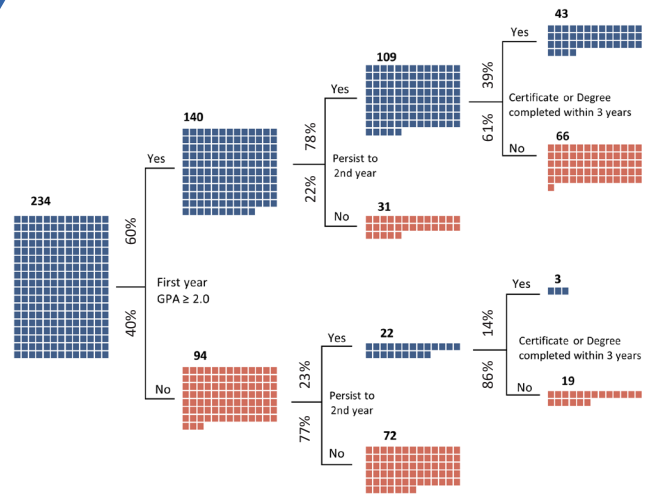 43
Yes
109
39%
Certificate or Degree
completed within 3 years
Yes
61%
140
78%
No
66
Yes
Persist to
2nd year
22%
234
31
60%
No
3
First year
GPA ≥ 2.0
Yes
40%
22
14%
Yes
Certificate or Degree
completed within 3 years
94
23%
86%
19
No
No
Persist to
2nd year
77%
72
No